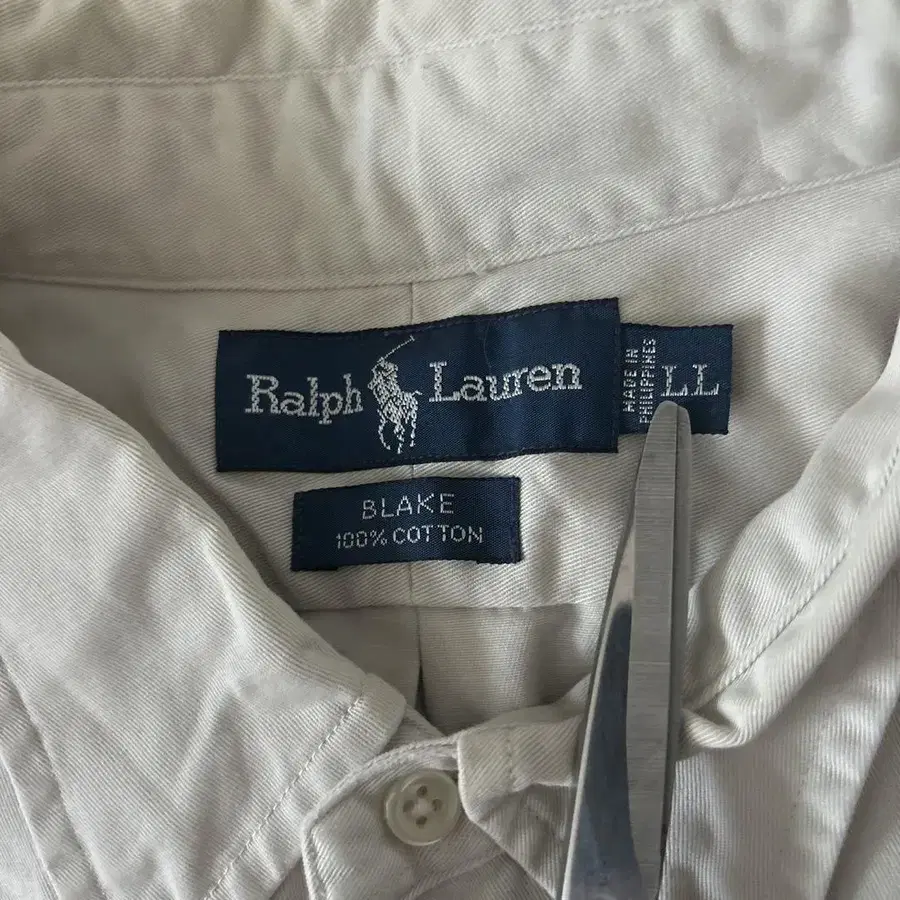 Ralph Lauren
MADE IN
PHILIPPINES
LL
BLAKE
100% COTTON